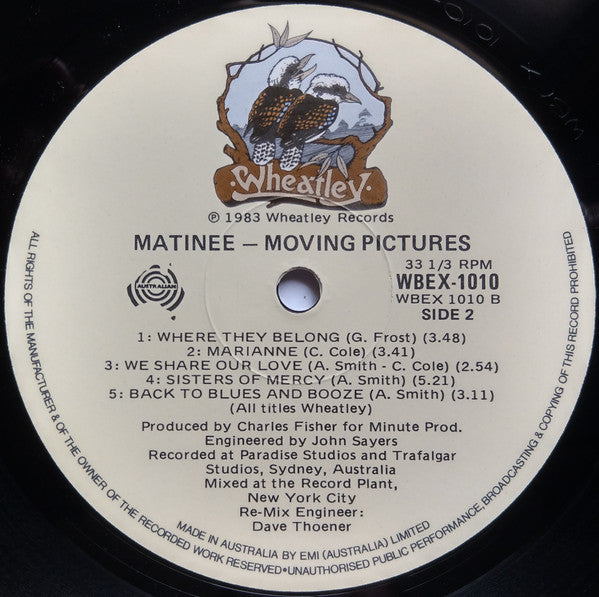 Wheatley
℗ 1983 Wheatley Records
MATINEE – MOVING PICTURES
AUSTRALIAN
33 1/3 RPM
WBEX-1010
WBEX 1010 B
SIDE 2
1: WHERE THEY BELONG (G. Frost) (3.48)
2: MARIANNE (C. Cole) (3.41)
3: WE SHARE OUR LOVE (A. Smith - C. Cole) (2.54)
4: SISTERS OF MERCY (A. Smith) (5.21)
5: BACK TO BLUES AND BOOZE (A. Smith) (3.11)
(All titles Wheatley)
Produced by Charles Fisher for Minute Prod.
Engineered by John Sayers
Recorded at Paradise Studios and Trafalgar
Studios, Sydney, Australia
Mixed at the Record Plant,
New York City
Re-Mix Engineer:
Dave Thoener
MADE IN AUSTRALIA BY EMI (AUSTRALIA) LIMITED
ALL RIGHTS OF THE MANUFACTURER & OF THE OWNER OF THE RECORDED WORK RESERVED•UNAUTHORISED PUBLIC PERFORMANCE, BROADCASTING & COPYING OF THIS RECORD PROHIBITED